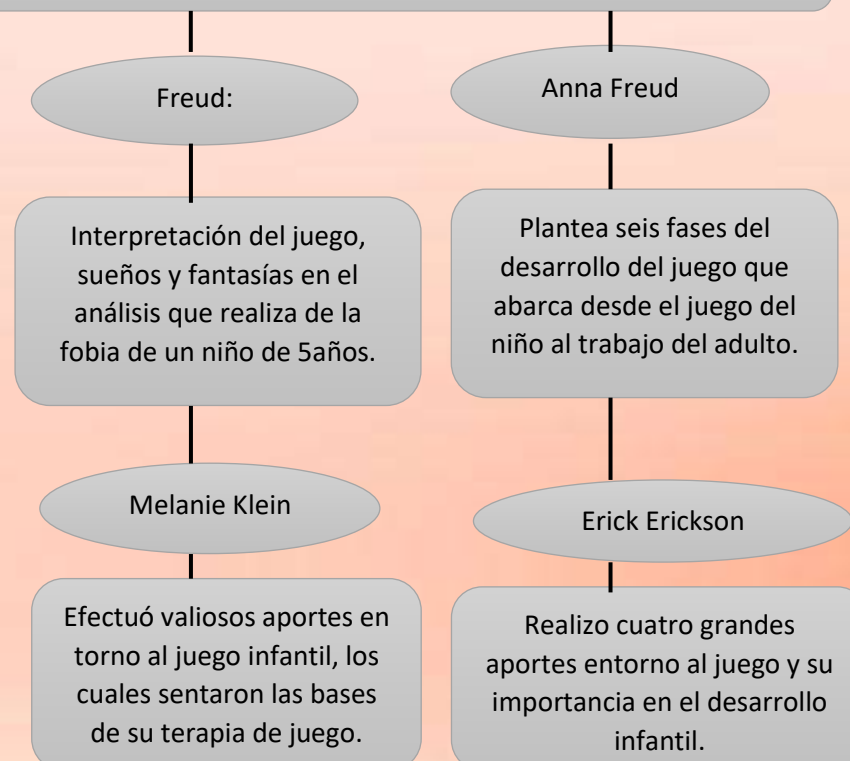 Freud:
Interpretación del juego,
sueños y fantasías en el
análisis que realiza de la
fobia de un niño de 5años.
Melanie Klein
Efectuó valiosos aportes en
torno al juego infantil, los
cuales sentaron las bases
de su terapia de juego.
Anna Freud
Plantea seis fases del
desarrollo del juego que
abarca desde el juego del
niño al trabajo del adulto.
Erick Erickson
Realizo cuatro grandes
aportes entorno al juego y su
importancia en el desarrollo
infantil.